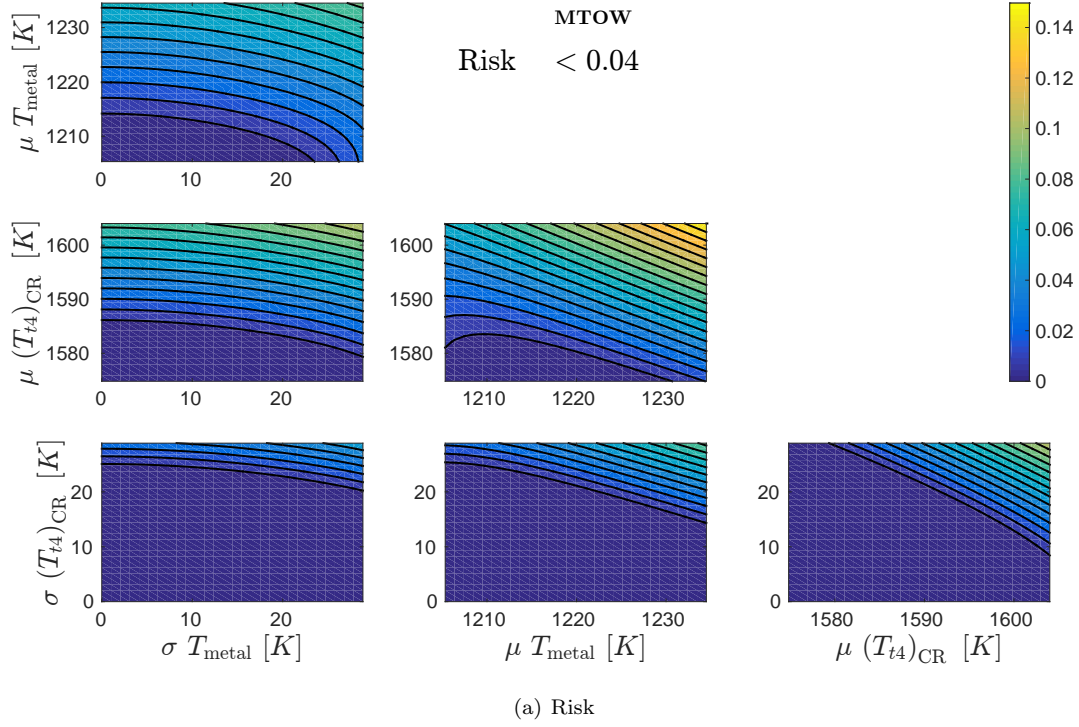 MTOW
Risk < 0.04
μ T_metal [K]
1230
1220
1210
0 10 20
0.14
0.12
0.1
0.08
0.06
0.04
0.02
0
μ (T_t4)_CR [K]
1600
1590
1580
0 10 20
1600
1590
1580
1210 1220 1230
σ (T_t4)_CR [K]
20
10
0
0 10 20
σ T_metal [K]
20
10
0
1210 1220 1230
μ T_metal [K]
20
10
0
1580 1590 1600
μ (T_t4)_CR [K]
(a) Risk